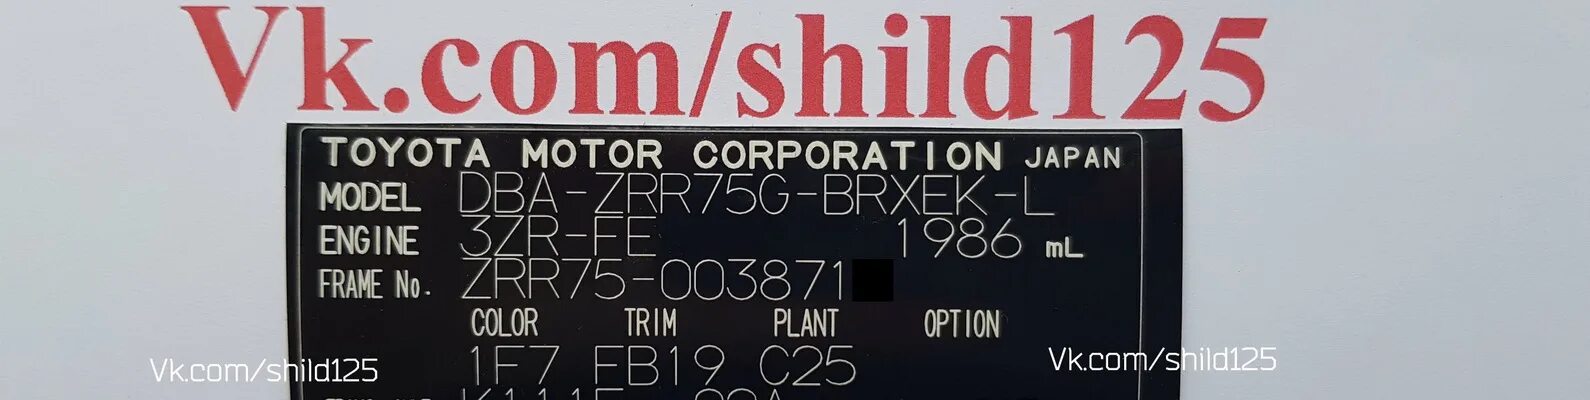 Vk.com/shild125
TOYOTA MOTOR CORPORATION JAPAN
MODEL DBA-ZRR75G-BRXEK-L
ENGINE 3ZR-FE 1986 mL
FRAME No. ZRR75-003871
COLOR TRIM PLANT OPTION
1F7 FB19 C25
Vk.com/shild125 Vk.com/shild125